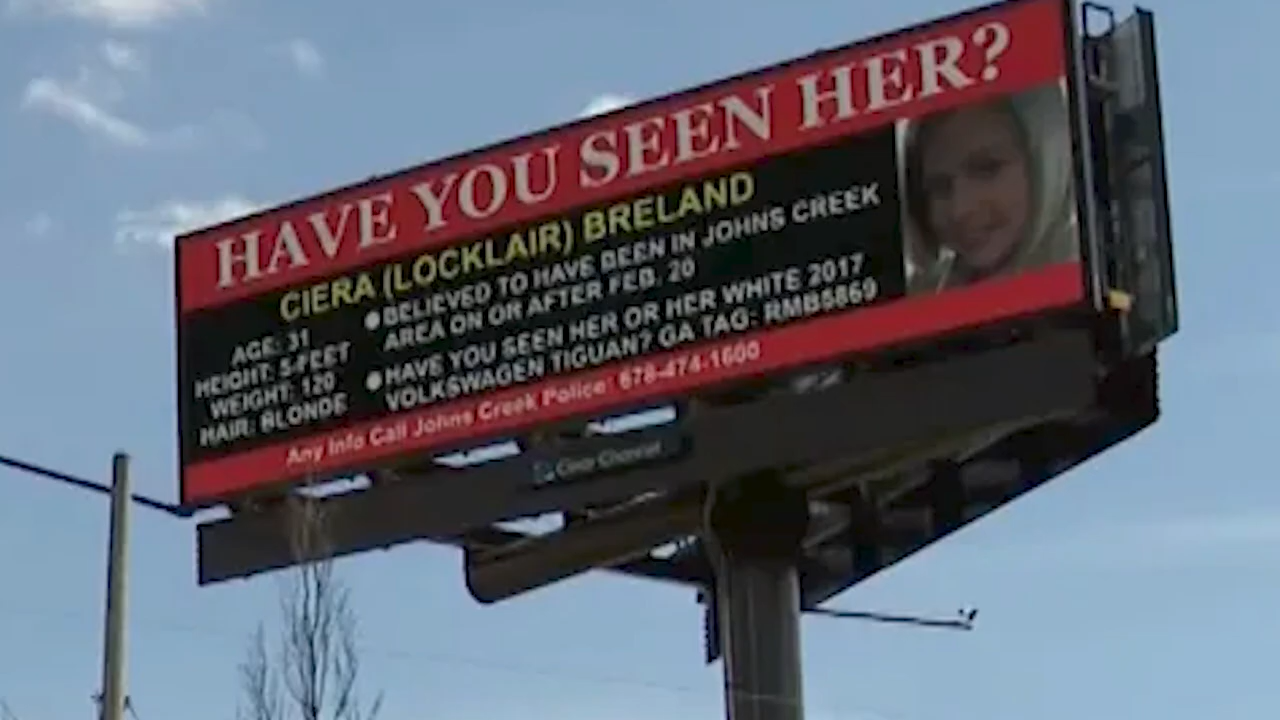 HAVE YOU SEEN HER?
CIERA (LOCKLAIR) BRELAND
AGE: 31
HEIGHT: 5-FEET
WEIGHT: 120
HAIR: BLONDE
●BELIEVED TO HAVE BEEN IN JOHNS CREEK
AREA ON OR AFTER FEB. 20
●HAVE YOU SEEN HER OR HER WHITE 2017
VOLKSWAGEN TIGUAN? GA TAG: RMB5869
Any Info Call Johns Creek Police: 678-474-1600
Clear Channel